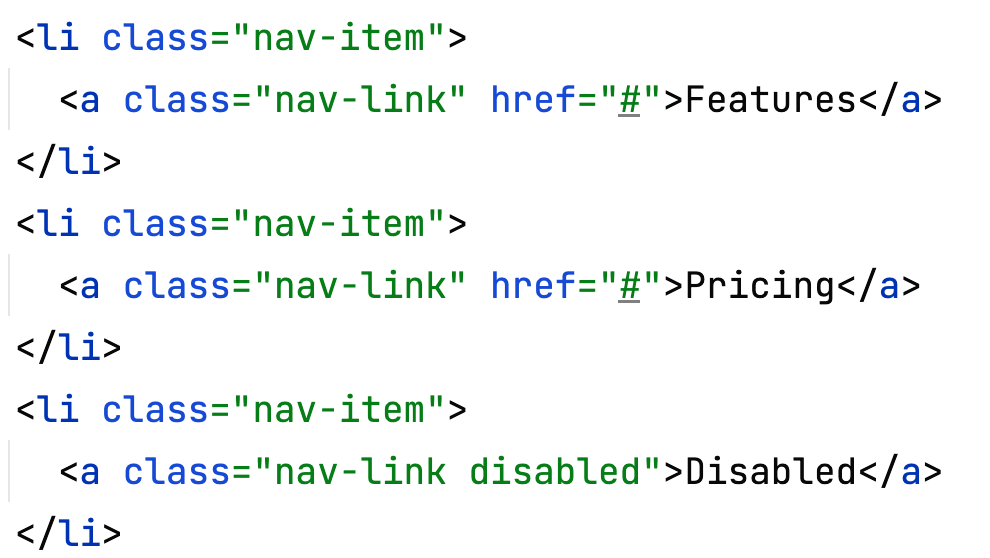 <li class="nav-item">
  <a class="nav-link" href="#">Features</a>
</li>
<li class="nav-item">
  <a class="nav-link" href="#">Pricing</a>
</li>
<li class="nav-item">
  <a class="nav-link disabled">Disabled</a>
</li>